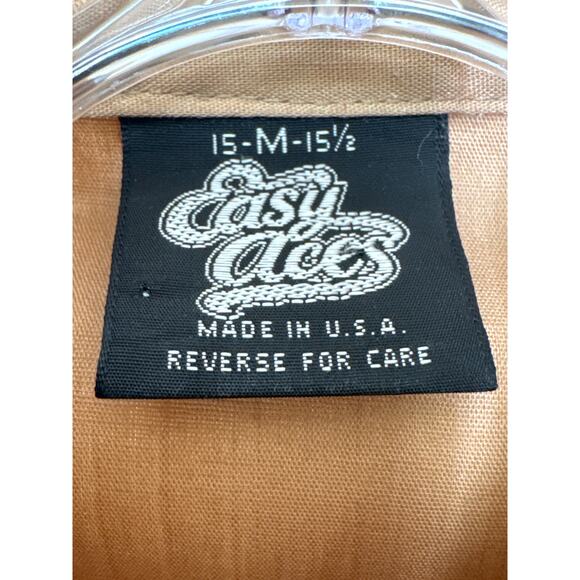 15-M-15½
Easy
Aces
MADE IN U.S.A.
REVERSE FOR CARE